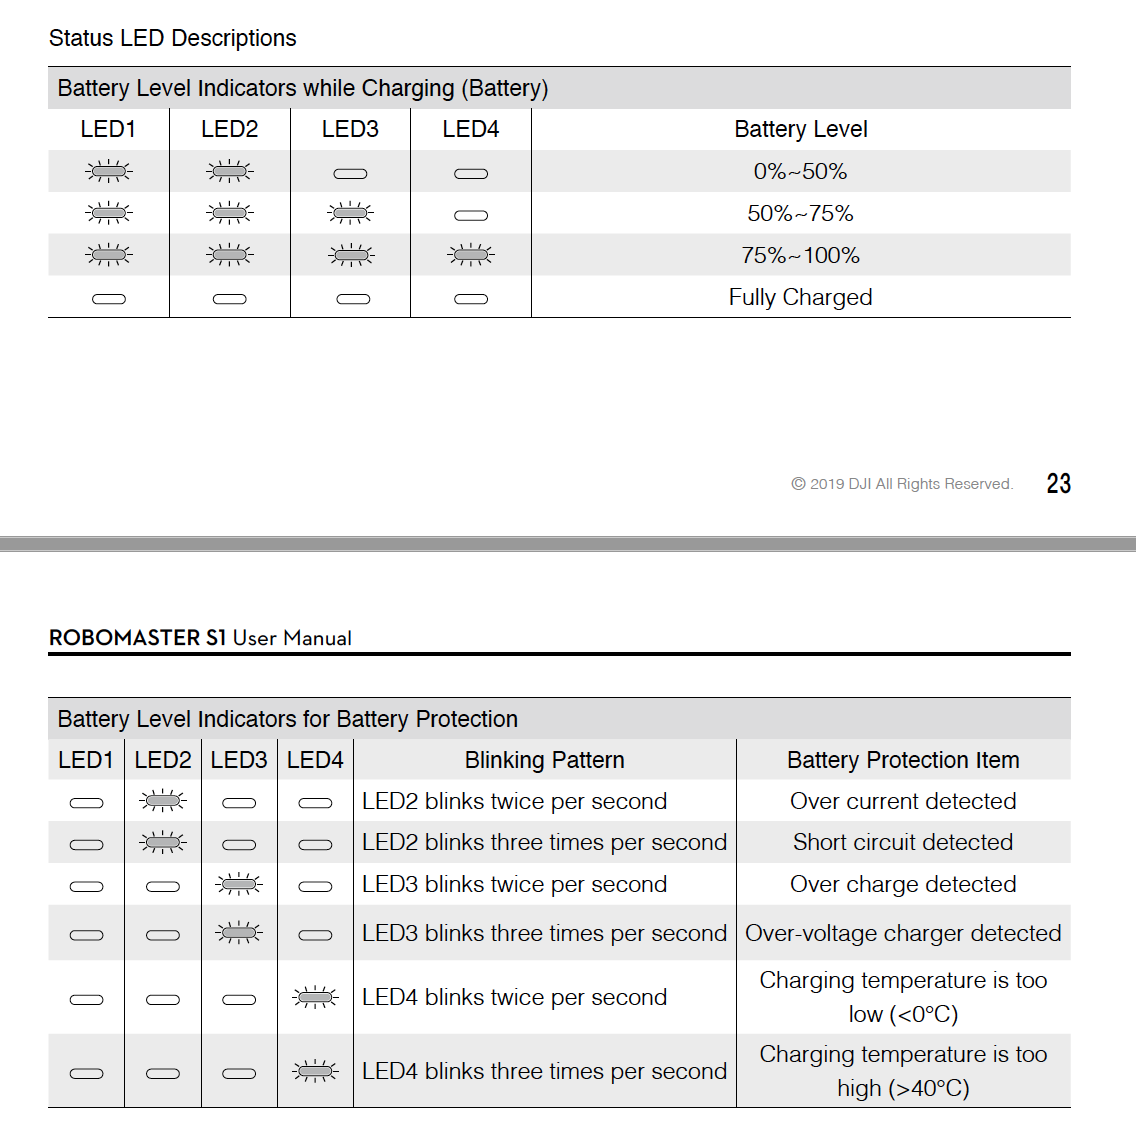 Status LED Descriptions
Battery Level Indicators while Charging (Battery)
LED1 LED2 LED3 LED4 Battery Level
0%~50%
50%~75%
75%~100%
Fully Charged
© 2019 DJI All Rights Reserved. 23
ROBOMASTER S1 User Manual
Battery Level Indicators for Battery Protection
LED1 LED2 LED3 LED4 Blinking Pattern Battery Protection Item
LED2 blinks twice per second Over current detected
LED2 blinks three times per second Short circuit detected
LED3 blinks twice per second Over charge detected
LED3 blinks three times per second Over-voltage charger detected
LED4 blinks twice per second Charging temperature is too
low (<0°C)
LED4 blinks three times per second Charging temperature is too
high (>40°C)